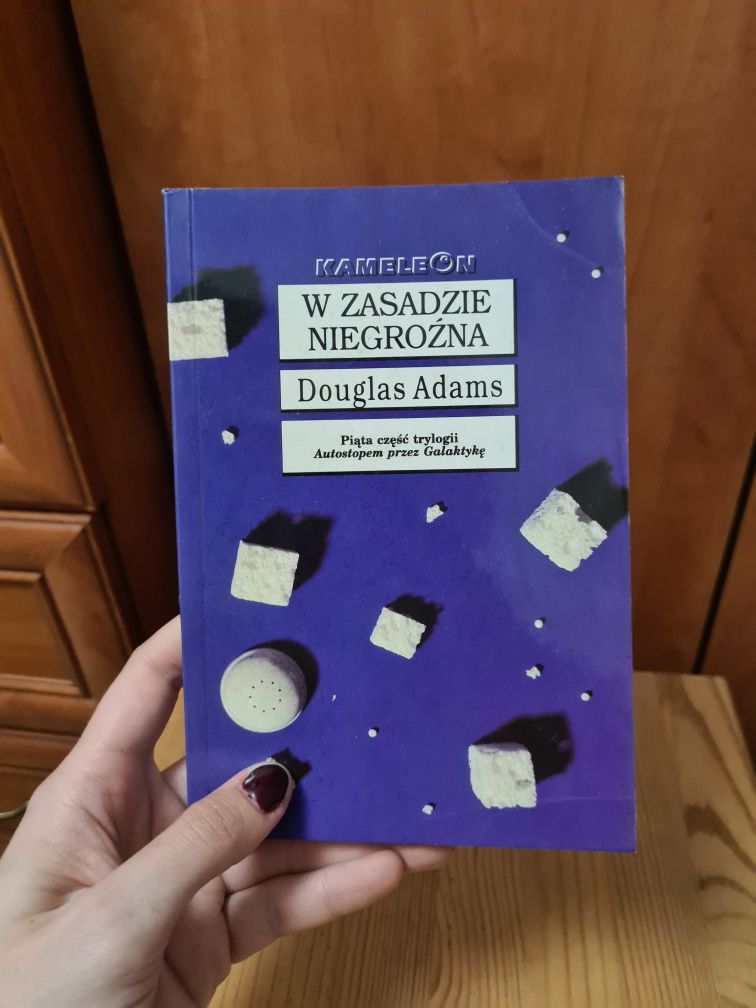 KAMELEON
W ZASADZIE
NIEGROŹNA
Douglas Adams
Piąta część trylogii
Autostopem przez Galaktykę